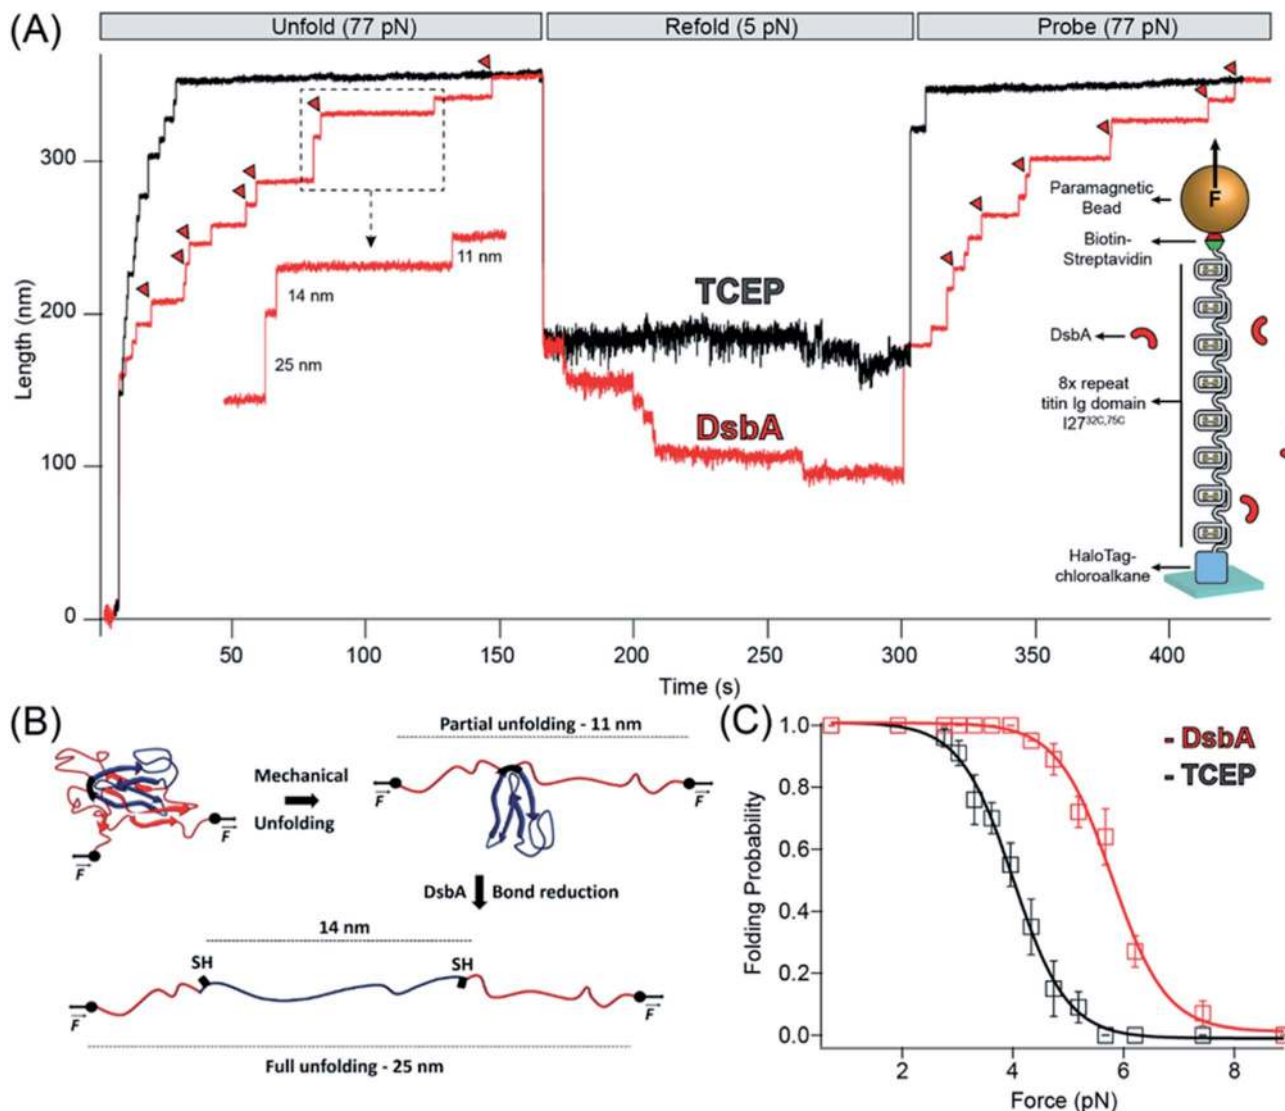 (A)
Unfold (77 pN)
Refold (5 pN)
Probe (77 pN)
Length (nm)
300
200
100
0
11 nm
14 nm
25 nm
TCEP
DsbA
F
Paramagnetic
Bead
Biotin-
Streptavidin
DsbA
8x repeat
titin Ig domain
I27³²ᶜ,⁷⁵ᶜ
HaloTag-
chloroalkane
50
100
150
200
250
300
350
400
Time (s)
(B)
F
F
Mechanical
Unfolding
Partial unfolding - 11 nm
F
F
DsbA
Bond reduction
14 nm
SH
SH
F
F
Full unfolding - 25 nm
(C)
DsbA
TCEP
Folding Probability
1.0
0.8
0.6
0.4
0.2
0.0
2
4
6
8
Force (pN)